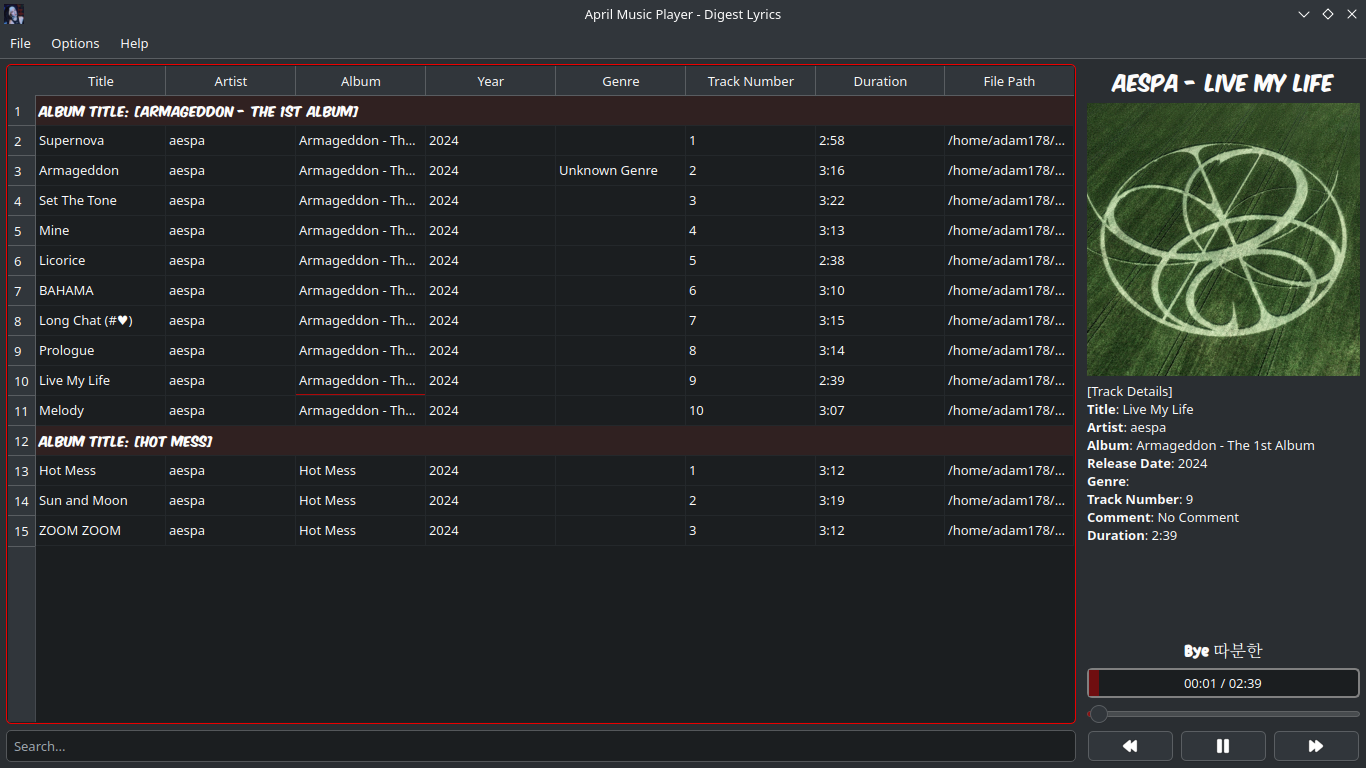 April Music Player - Digest Lyrics
File Options Help
Title Artist Album Year Genre Track Number Duration File Path
1 ALBUM TITLE: [ARMAGEDDON - THE 1ST ALBUM]
2 Supernova aespa Armageddon - Th... 2024 1 2:58 /home/adam178/...
3 Armageddon aespa Armageddon - Th... 2024 Unknown Genre 2 3:16 /home/adam178/...
4 Set The Tone aespa Armageddon - Th... 2024 3 3:22 /home/adam178/...
5 Mine aespa Armageddon - Th... 2024 4 3:13 /home/adam178/...
6 Licorice aespa Armageddon - Th... 2024 5 2:38 /home/adam178/...
7 BAHAMA aespa Armageddon - Th... 2024 6 3:10 /home/adam178/...
8 Long Chat (#♥) aespa Armageddon - Th... 2024 7 3:15 /home/adam178/...
9 Prologue aespa Armageddon - Th... 2024 8 3:14 /home/adam178/...
10 Live My Life aespa Armageddon - Th... 2024 9 2:39 /home/adam178/...
11 Melody aespa Armageddon - Th... 2024 10 3:07 /home/adam178/...
12 ALBUM TITLE: [HOT MESS]
13 Hot Mess aespa Hot Mess 2024 1 3:12 /home/adam178/...
14 Sun and Moon aespa Hot Mess 2024 2 3:19 /home/adam178/...
15 ZOOM ZOOM aespa Hot Mess 2024 3 3:12 /home/adam178/...
Search...
AESPA - LIVE MY LIFE
[Track Details]
Title: Live My Life
Artist: aespa
Album: Armageddon - The 1st Album
Release Date: 2024
Genre:
Track Number: 9
Comment: No Comment
Duration: 2:39
Bye 따분한
00:01 / 02:39